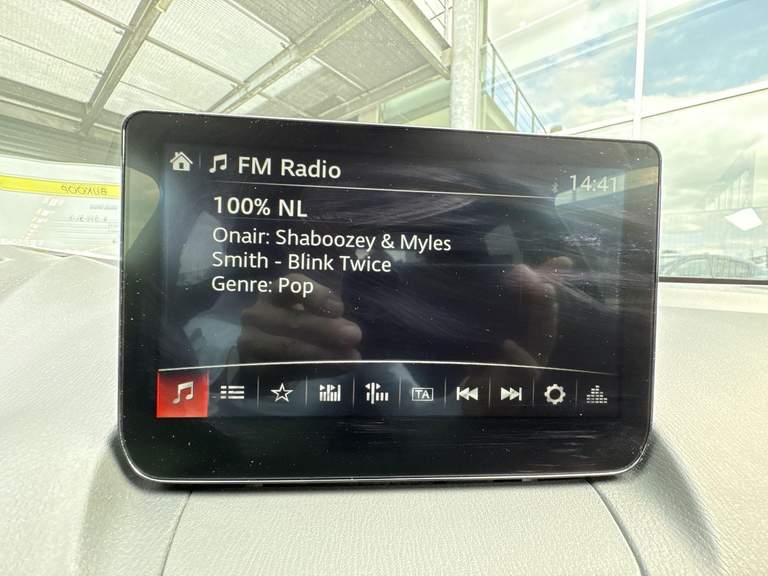 FM Radio
14:41
100% NL
Onair: Shaboozey & Myles
Smith - Blink Twice
Genre: Pop
TA